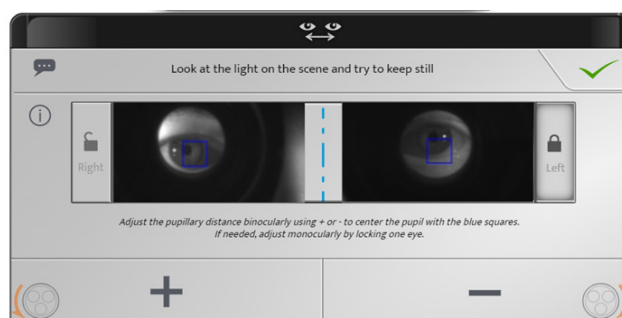 Look at the light on the scene and try to keep still
Right
Left
Adjust the pupillary distance binocularly using + or - to center the pupil with the blue squares.
If needed, adjust monocularly by locking one eye.